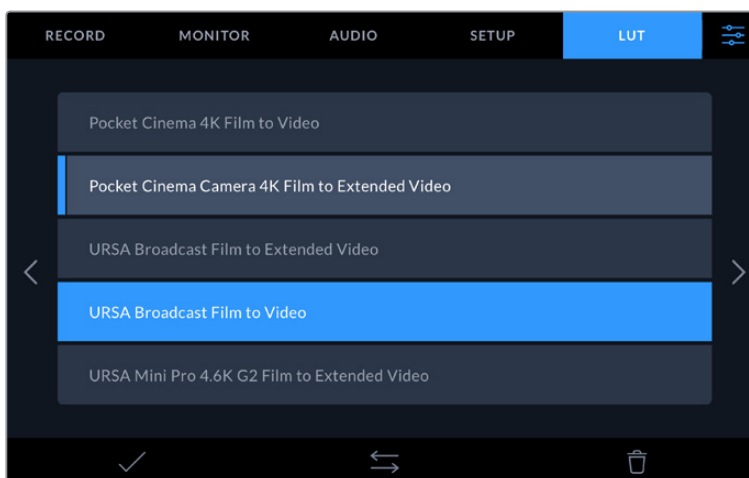 RECORD MONITOR AUDIO SETUP LUT
Pocket Cinema 4K Film to Video
Pocket Cinema Camera 4K Film to Extended Video
URSA Broadcast Film to Extended Video
URSA Broadcast Film to Video
URSA Mini Pro 4.6K G2 Film to Extended Video